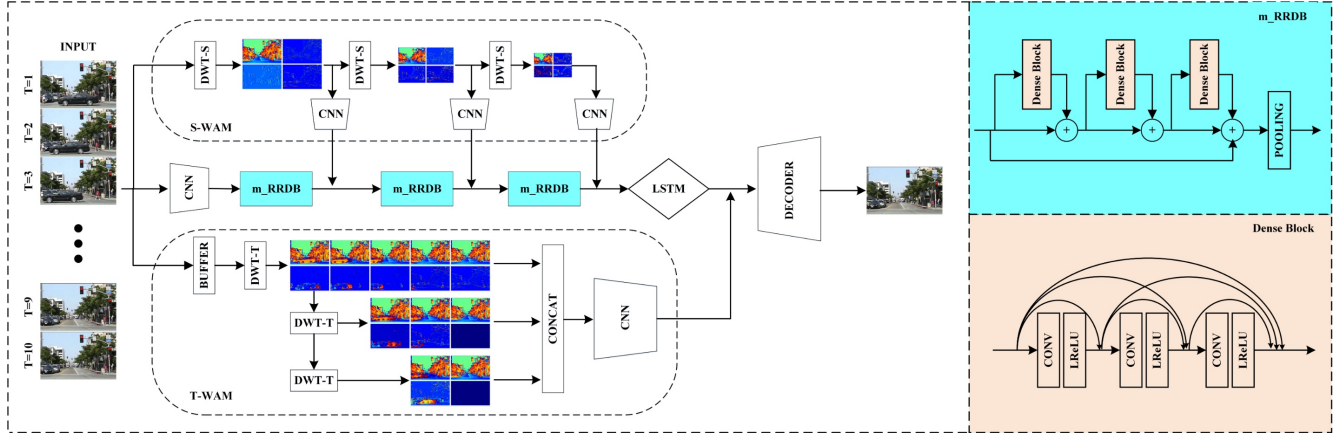 INPUT
T=1
T=2
T=3
T=9
T=10
DWT-S
DWT-S
DWT-S
CNN
CNN
CNN
S-WAM
CNN
m_RRDB
m_RRDB
m_RRDB
LSTM
DECODER
BUFFER
DWT-T
DWT-T
DWT-T
CONCAT
CNN
T-WAM
m_RRDB
Dense Block
Dense Block
Dense Block
+
+
+
POOLING
Dense Block
CONV
LReLU
CONV
LReLU
CONV
LReLU